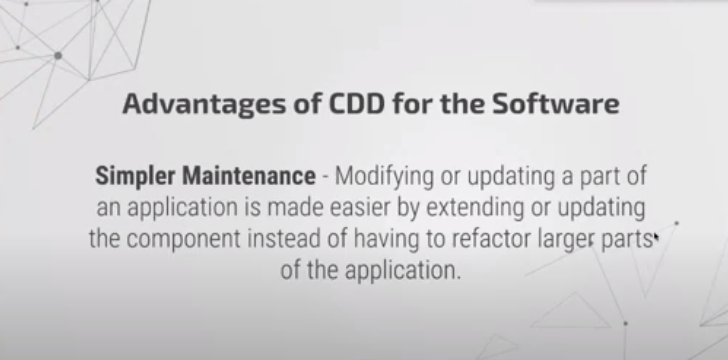 Advantages of CDD for the Software
Simpler Maintenance - Modifying or updating a part of
an application is made easier by extending or updating
the component instead of having to refactor larger parts
of the application.